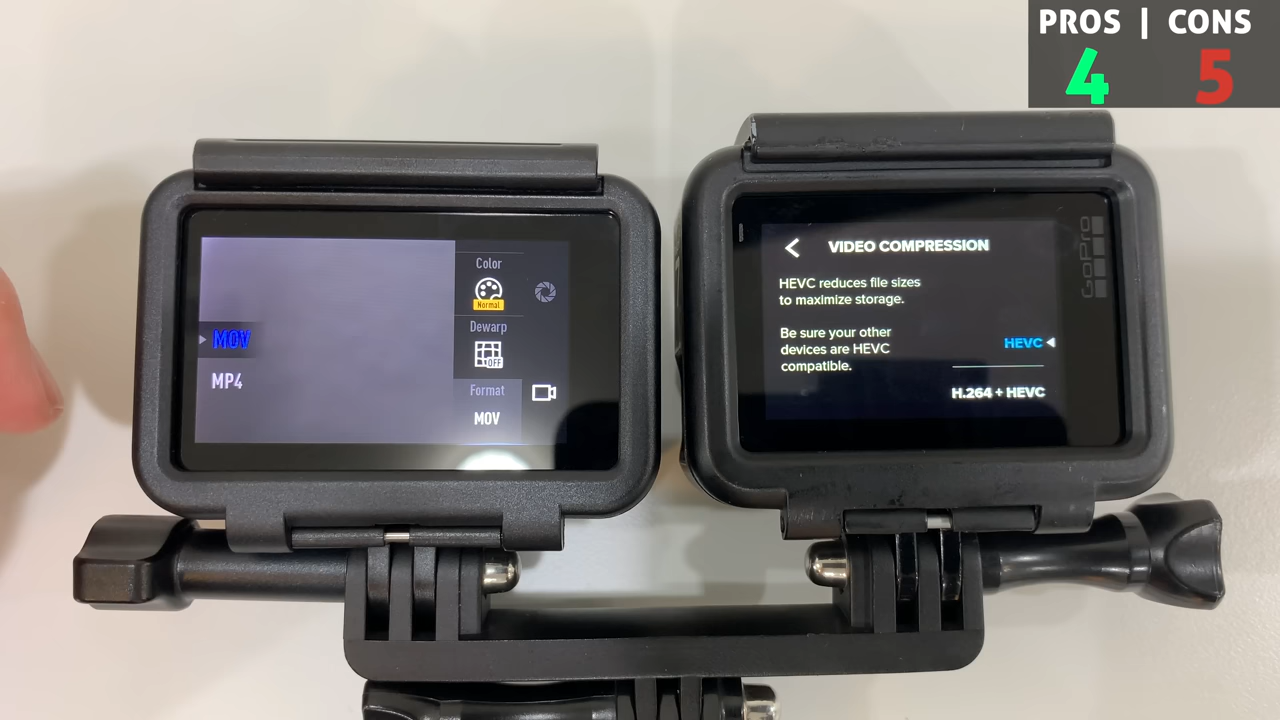 PROS | CONS
4 5
Color
Normal
Dewarp
OFF
Format
MOV
MOV
MP4
VIDEO COMPRESSION
HEVC reduces file sizes
to maximize storage.
Be sure your other
devices are HEVC
compatible.
HEVC
H.264 + HEVC
GoPro